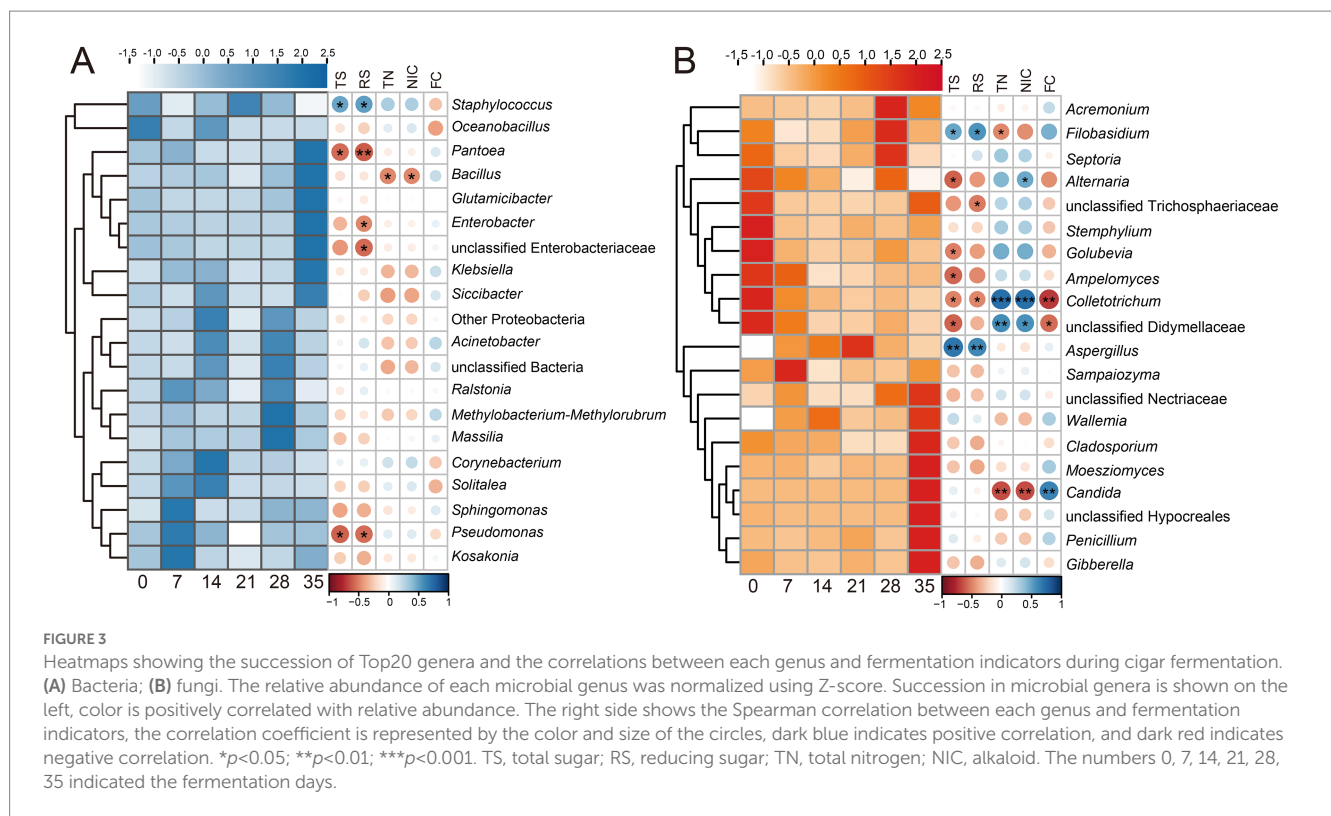 A
-1.5 -1.0 -0.5 0.0 0.5 1.0 1.5 2.0 2.5
TS RS TN NIC FC
* * Staphylococcus
Oceanobacillus
* ** Pantoea
* * Bacillus
Glutamicibacter
* Enterobacter
* unclassified Enterobacteriaceae
Klebsiella
Siccibacter
Other Proteobacteria
Acinetobacter
unclassified Bacteria
Ralstonia
Methylobacterium-Methylorubrum
Massilia
Corynebacterium
Solitalea
Sphingomonas
* * Pseudomonas
Kosakonia
0 7 14 21 28 35
−1 −0.5 0 0.5 1
B
-1.5 -1.0 -0.5 0.0 0.5 1.0 1.5 2.0 2.5
TS RS TN NIC FC
Acremonium
* * * Filobasidium
Septoria
* * Alternaria
* unclassified Trichosphaeriaceae
Stemphylium
* Golubevia
* Ampelomyces
* * *** *** ** Colletotrichum
* ** * * unclassified Didymellaceae
** ** Aspergillus
Sampaiozyma
unclassified Nectriaceae
Wallemia
Cladosporium
Moesziomyces
** ** ** Candida
unclassified Hypocreales
Penicillium
Gibberella
0 7 14 21 28 35
−1 −0.5 0 0.5 1
FIGURE 3
Heatmaps showing the succession of Top20 genera and the correlations between each genus and fermentation indicators during cigar fermentation.
(A) Bacteria; (B) fungi. The relative abundance of each microbial genus was normalized using Z-score. Succession in microbial genera is shown on the
left, color is positively correlated with relative abundance. The right side shows the Spearman correlation between each genus and fermentation
indicators, the correlation coefficient is represented by the color and size of the circles, dark blue indicates positive correlation, and dark red indicates
negative correlation. *p<0.05; **p<0.01; ***p<0.001. TS, total sugar; RS, reducing sugar; TN, total nitrogen; NIC, alkaloid. The numbers 0, 7, 14, 21, 28,
35 indicated the fermentation days.